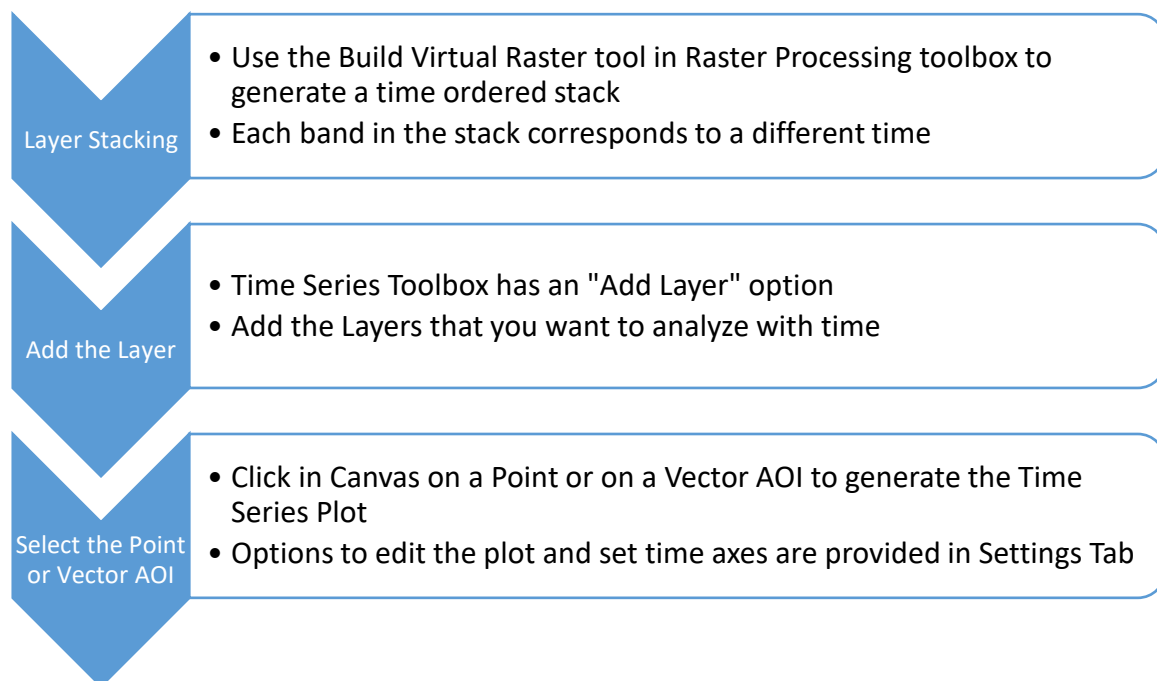 Layer Stacking
• Use the Build Virtual Raster tool in Raster Processing toolbox to
generate a time ordered stack
• Each band in the stack corresponds to a different time
Add the Layer
• Time Series Toolbox has an "Add Layer" option
• Add the Layers that you want to analyze with time
Select the Point
or Vector AOI
• Click in Canvas on a Point or on a Vector AOI to generate the Time
Series Plot
• Options to edit the plot and set time axes are provided in Settings Tab